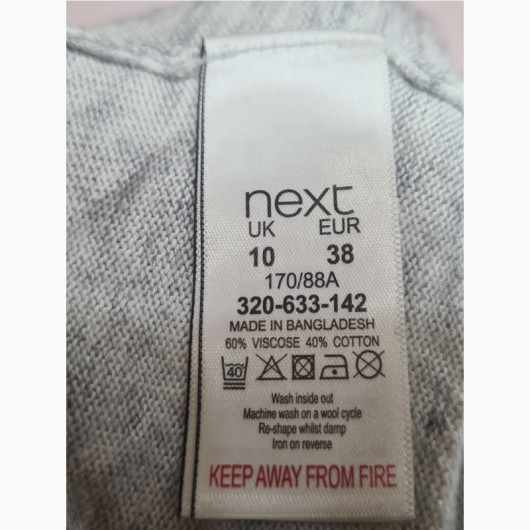 next
UK EUR
10 38
170/88A
320-633-142
MADE IN BANGLADESH
60% VISCOSE 40% COTTON
40
Wash inside out
Machine wash on a wool cycle
Re-shape whilst damp
Iron on reverse
KEEP AWAY FROM FIRE